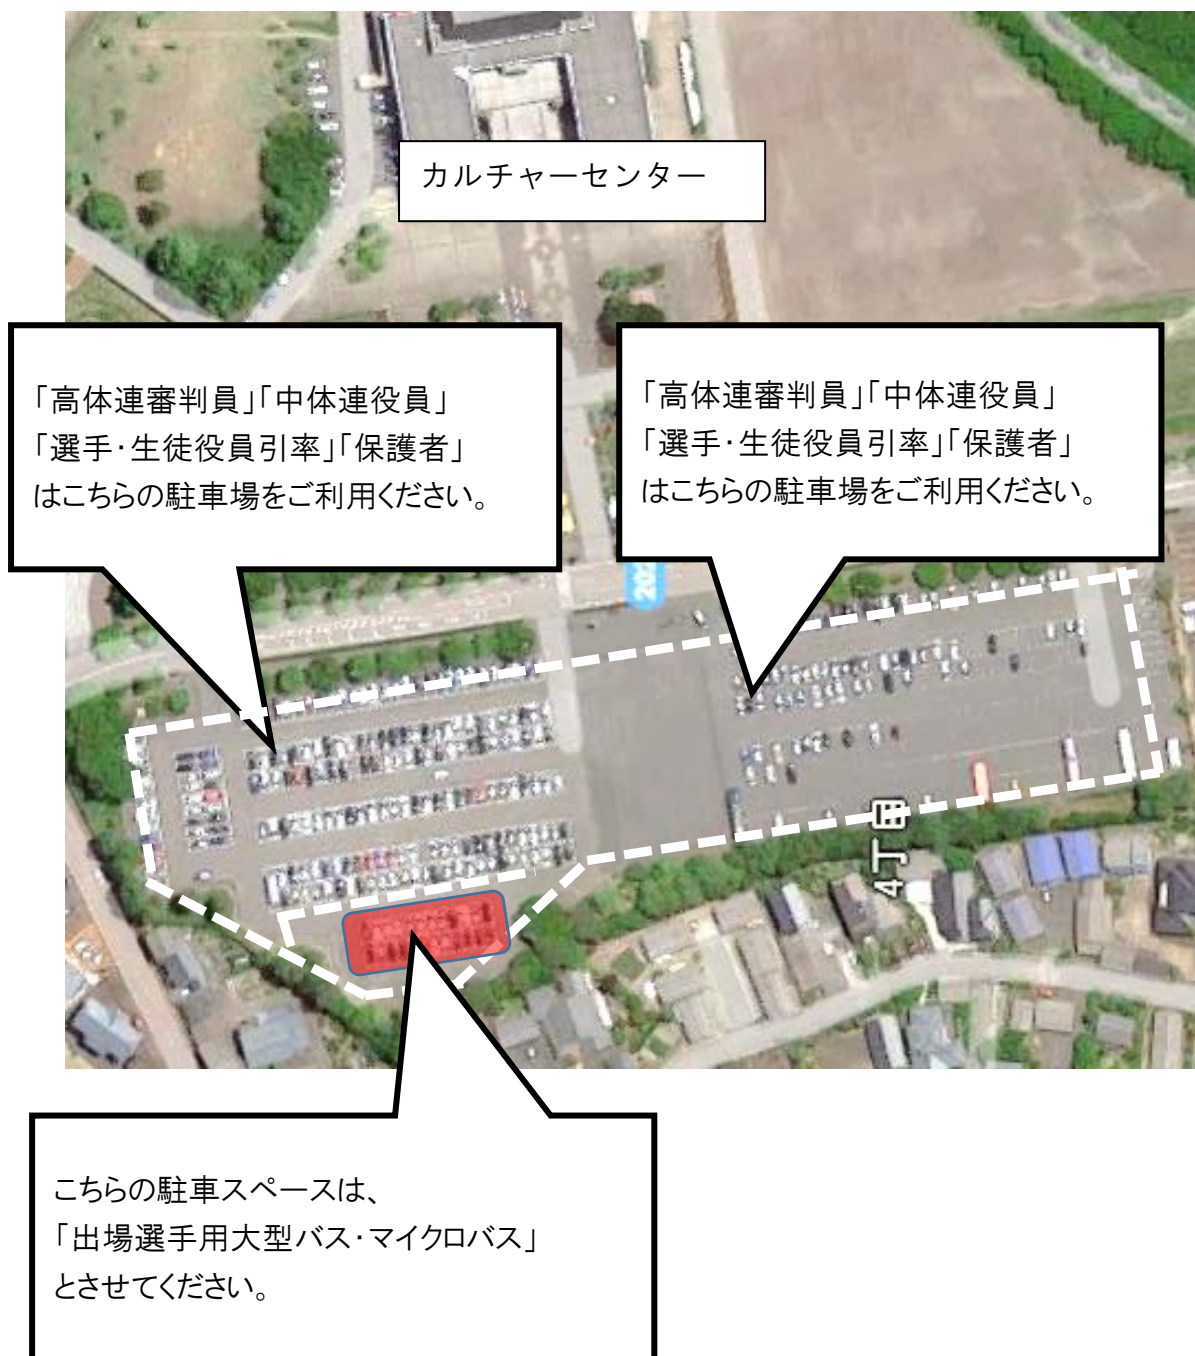 カルチャーセンター
「高体連審判員」「中体連役員」
「選手・生徒役員引率」「保護者」
はこちらの駐車場をご利用ください。
「高体連審判員」「中体連役員」
「選手・生徒役員引率」「保護者」
はこちらの駐車場をご利用ください。
202
4丁目
こちらの駐車スペースは、
「出場選手用大型バス・マイクロバス」
とさせてください。